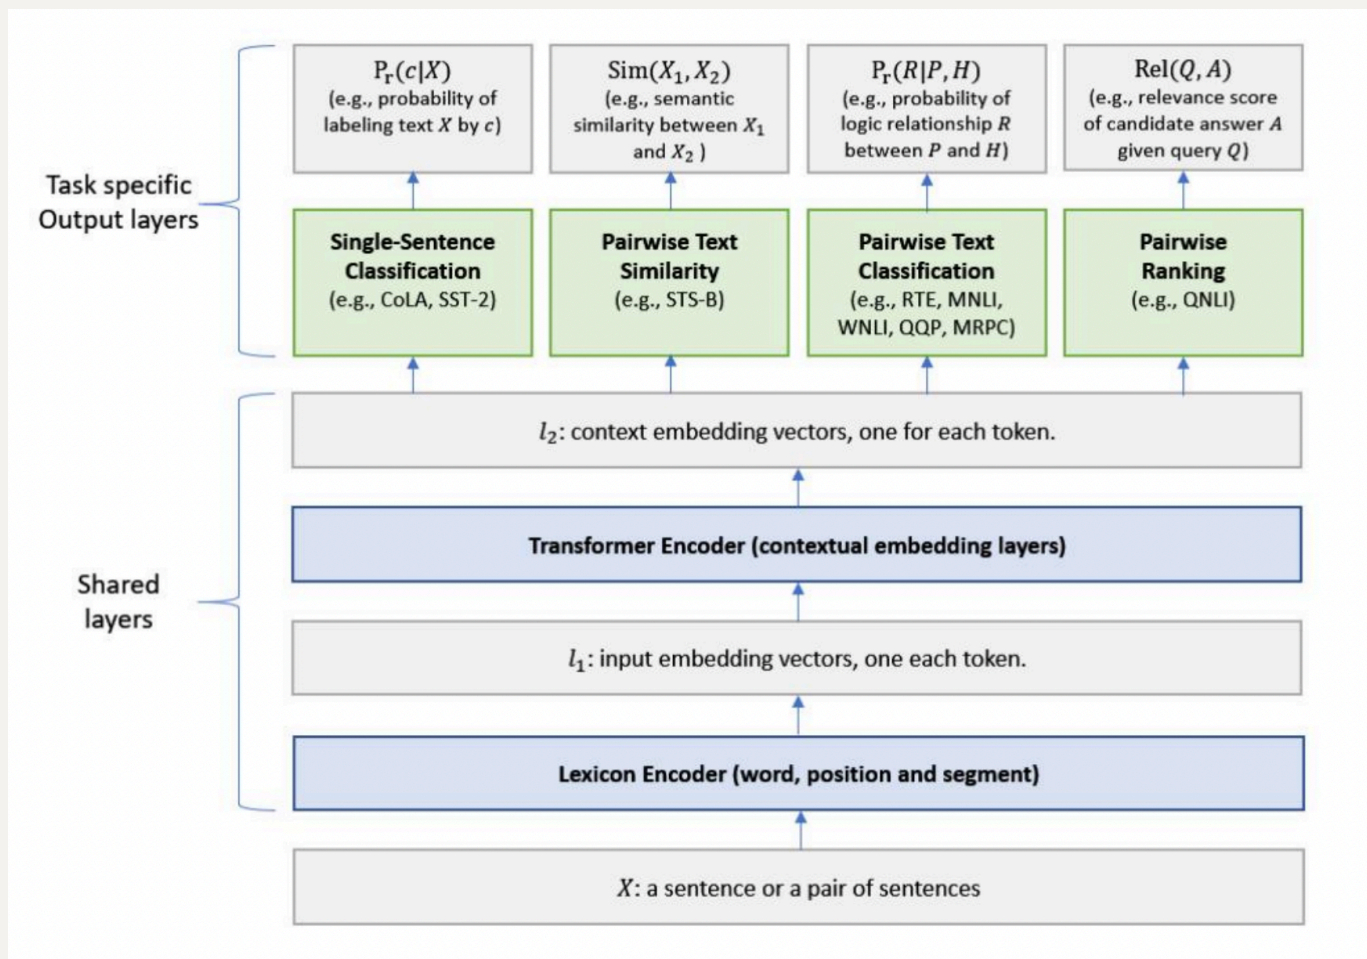 P_r(c|X)
(e.g., probability of
labeling text X by c)
Sim(X₁, X₂)
(e.g., semantic
similarity between X₁
and X₂ )
P_r(R|P, H)
(e.g., probability of
logic relationship R
between P and H)
Rel(Q, A)
(e.g., relevance score
of candidate answer A
given query Q)
Task specific
Output layers
Single-Sentence
Classification
(e.g., CoLA, SST-2)
Pairwise Text
Similarity
(e.g., STS-B)
Pairwise Text
Classification
(e.g., RTE, MNLI,
WNLI, QQP, MRPC)
Pairwise
Ranking
(e.g., QNLI)
l₂: context embedding vectors, one for each token.
Transformer Encoder (contextual embedding layers)
Shared
layers
l₁: input embedding vectors, one each token.
Lexicon Encoder (word, position and segment)
X: a sentence or a pair of sentences